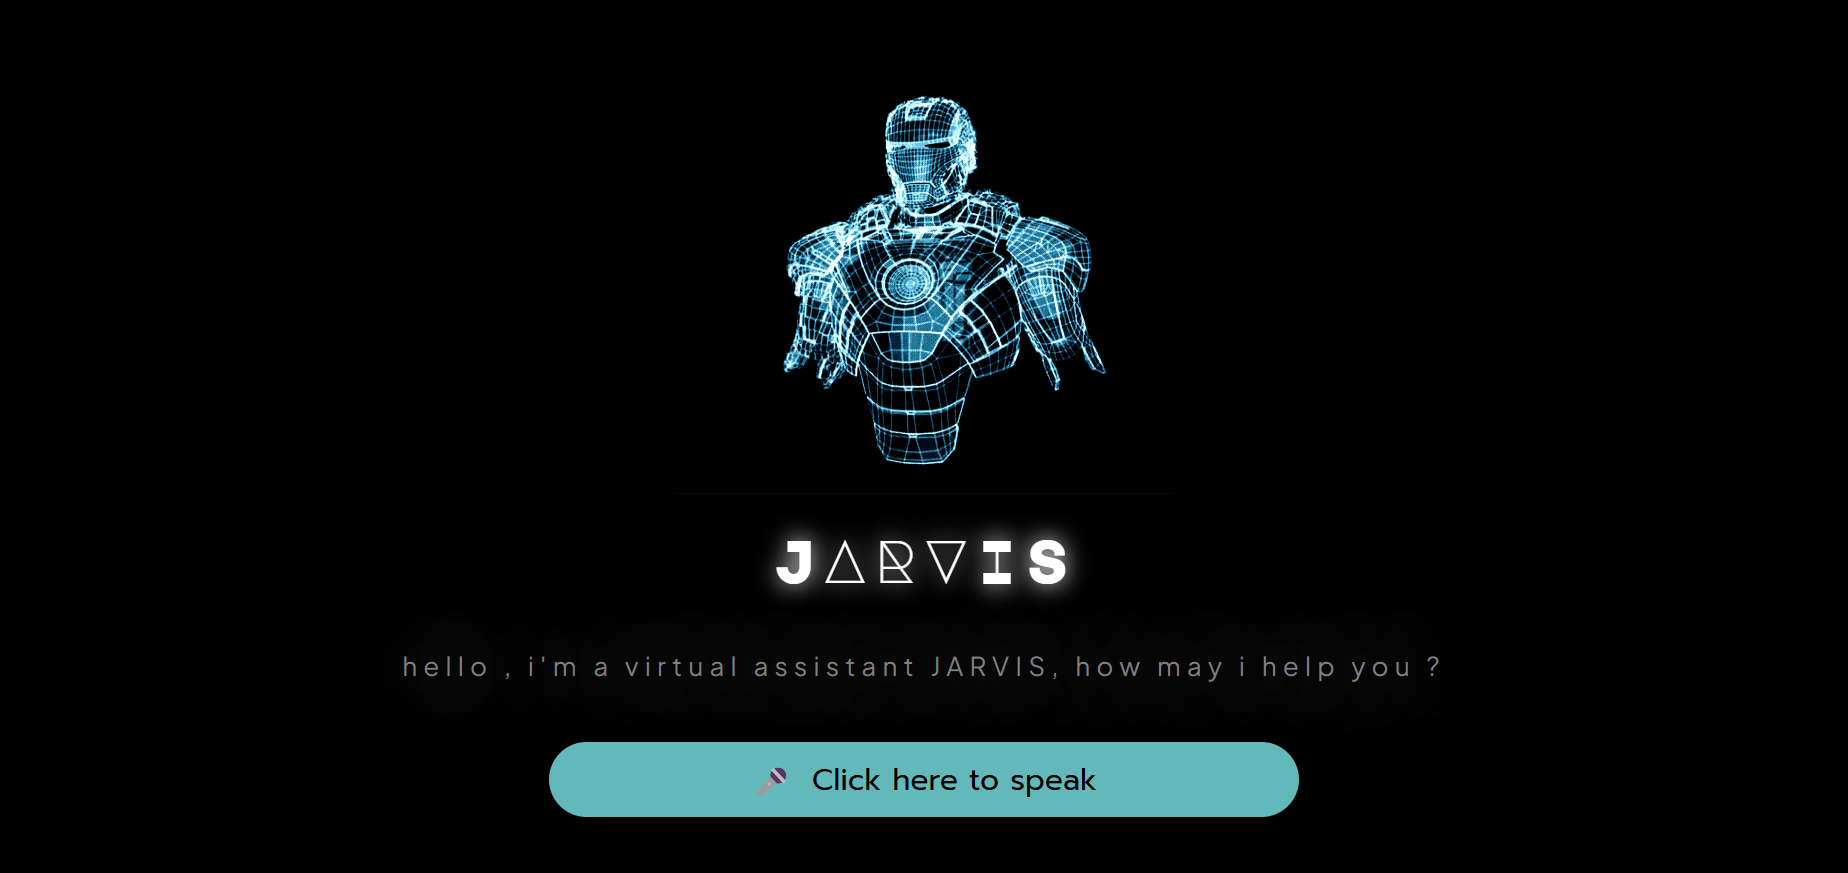 JARVIS
hello , i'm a virtual assistant JARVIS, how may i help you ?
Click here to speak